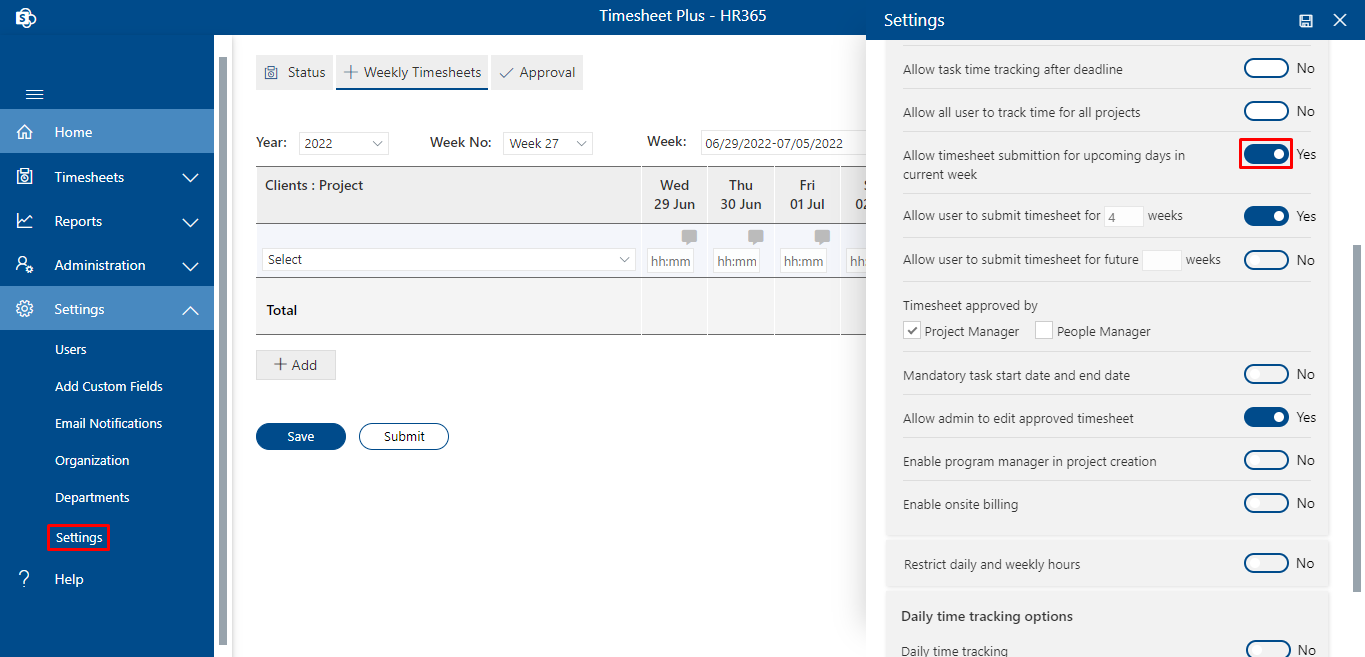 Timesheet Plus - HR365
Settings
Home
Timesheets
Reports
Administration
Settings
Users
Add Custom Fields
Email Notifications
Organization
Departments
Settings
? Help
Status
Weekly Timesheets
Approval
Year: 2022 Week No: Week 27 Week: 06/29/2022-07/05/2022
Clients : Project
Wed
29 Jun
Thu
30 Jun
Fri
01 Jul
S
02
Select
hh:mm hh:mm hh:mm hh:
Total
Add
Save
Submit
Allow task time tracking after deadline No
Allow all user to track time for all projects No
Allow timesheet submittion for upcoming days in Yes
current week
Allow user to submit timesheet for 4 weeks Yes
Allow user to submit timesheet for future weeks No
Timesheet approved by
Project Manager People Manager
Mandatory task start date and end date No
Allow admin to edit approved timesheet Yes
Enable program manager in project creation No
Enable onsite billing No
Restrict daily and weekly hours No
Daily time tracking options
Daily time tracking No